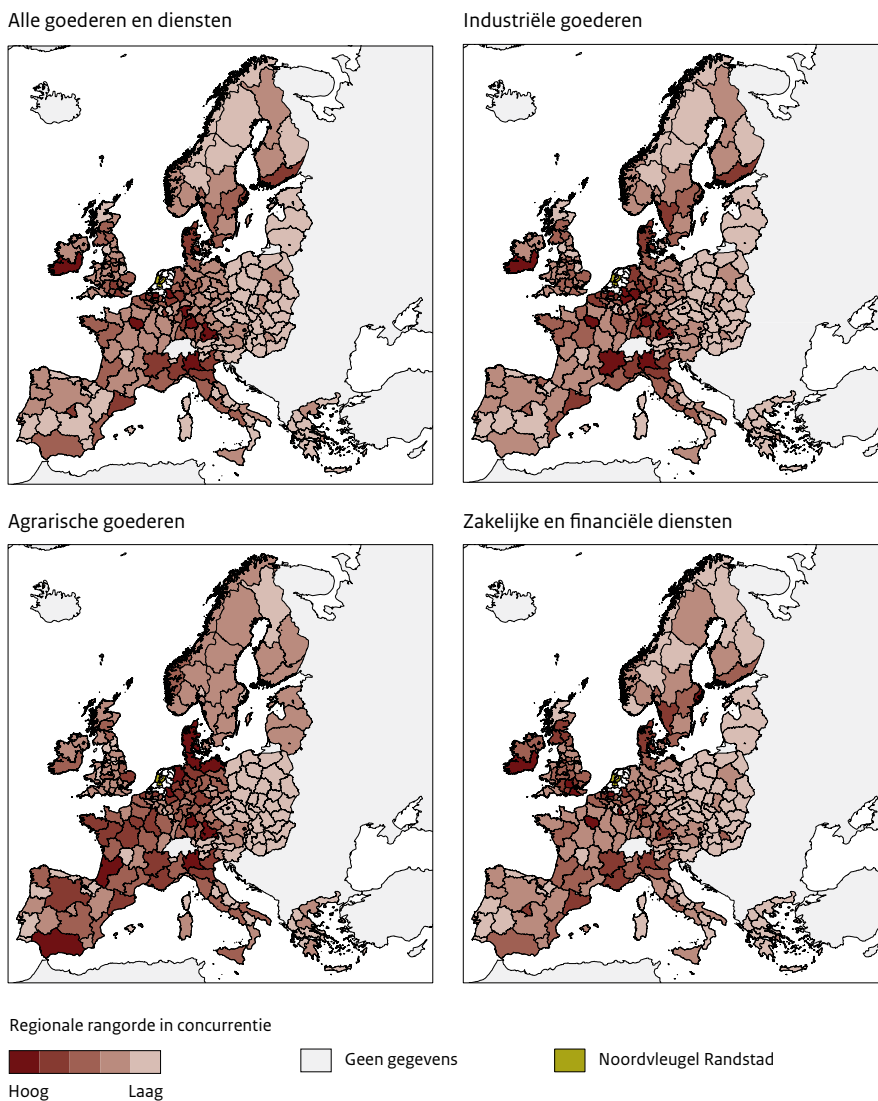 Alle goederen en diensten
Industriële goederen
Agrarische goederen
Zakelijke en financiële diensten
Regionale rangorde in concurrentie
Hoog
Laag
Geen gegevens
Noordvleugel Randstad